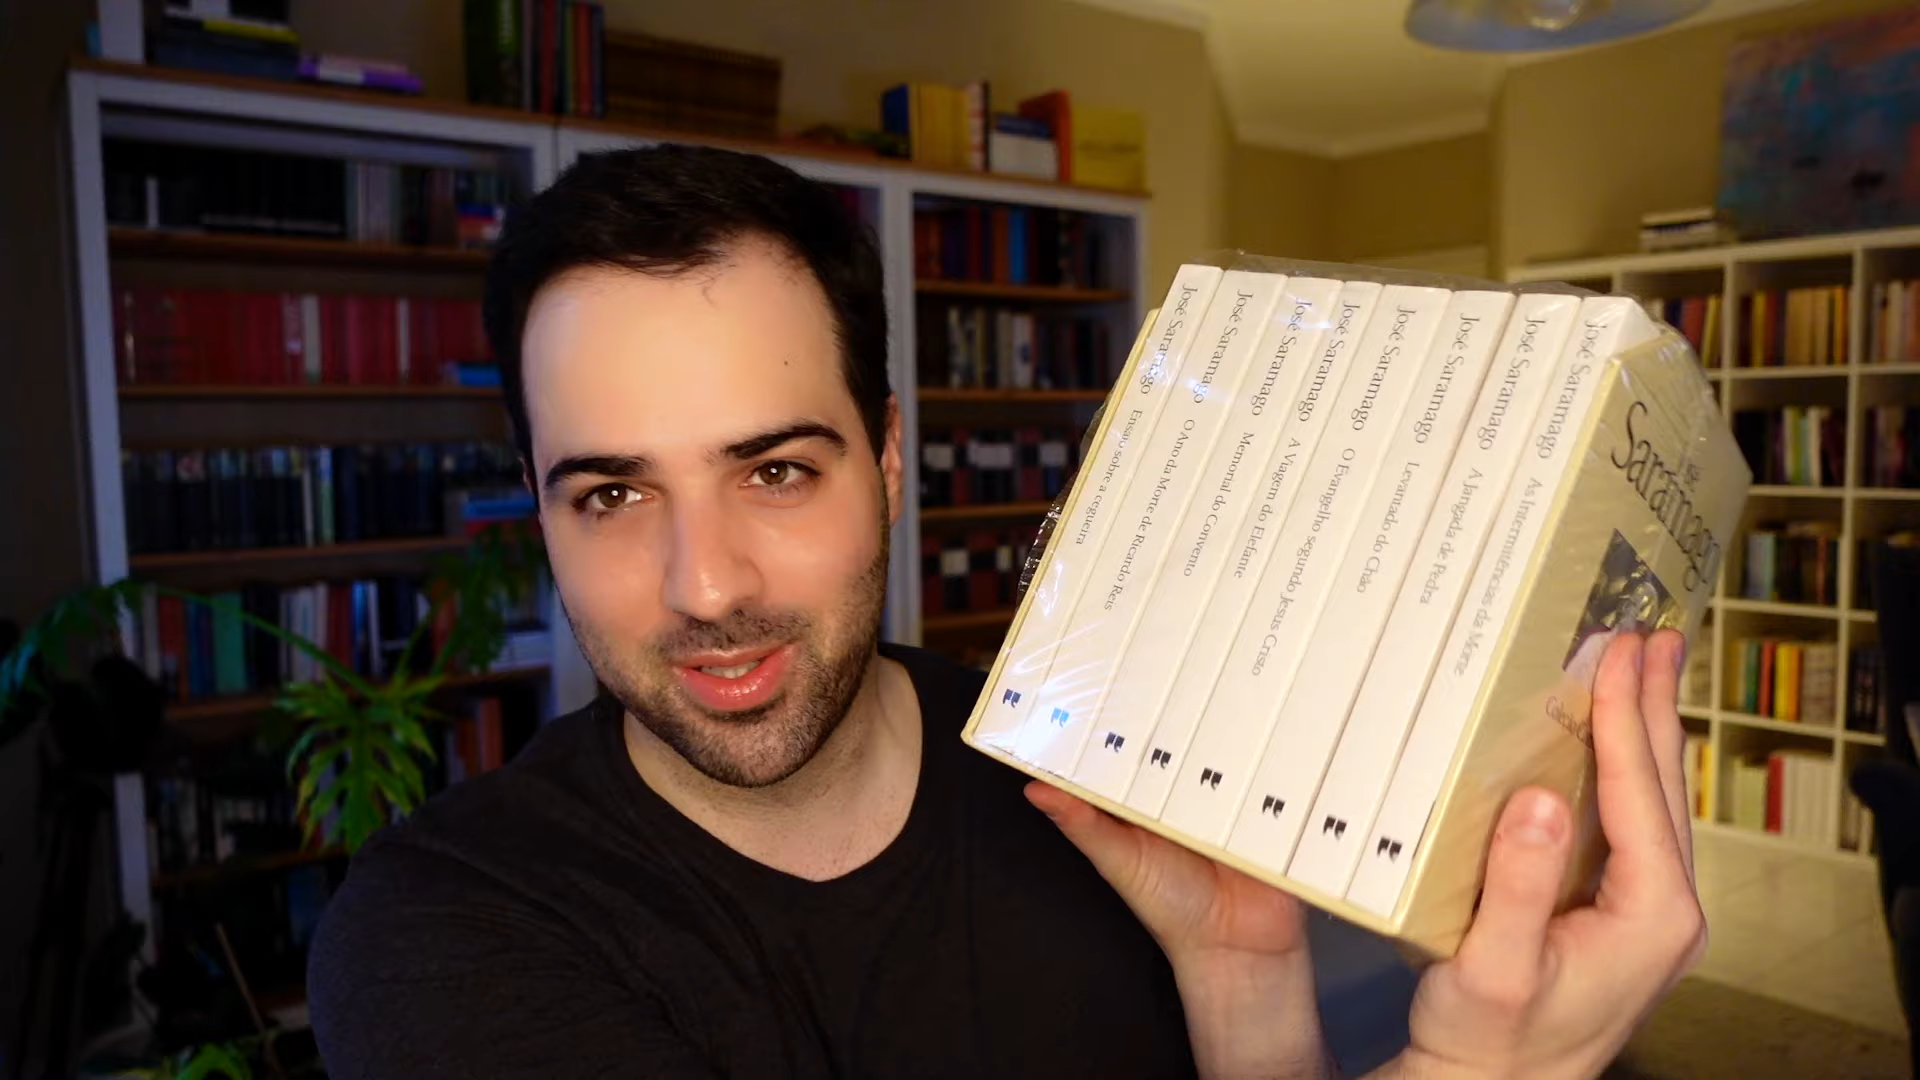 José Saramago Ensaio sobre a cegueira
José Saramago O Ano da Morte de Ricardo Reis
José Saramago Memorial do Convento
José Saramago A Viagem do Elefante
José Saramago O Evangelho segundo Jesus Cristo
José Saramago Levantado do Chão
José Saramago A Jangada de Pedra
José Saramago As Intermitências da Morte
José
Saramago